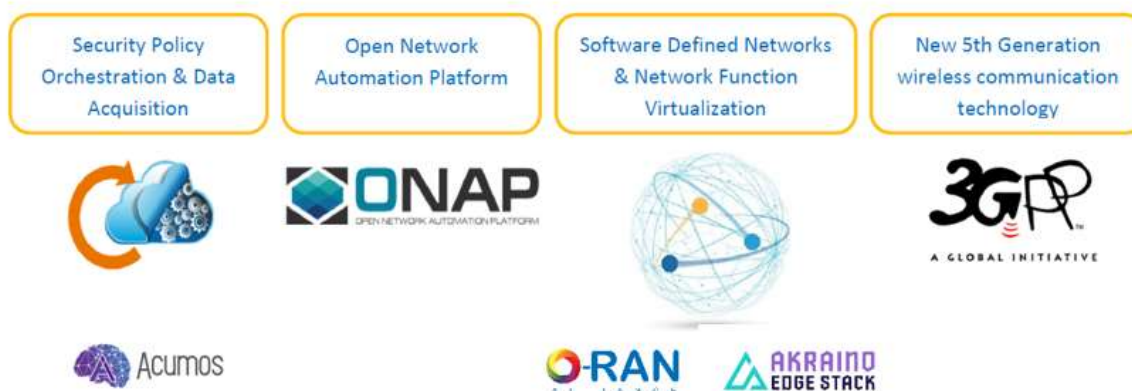 Security Policy
Orchestration & Data
Acquisition
Open Network
Automation Platform
Software Defined Networks
& Network Function
Virtualization
New 5th Generation
wireless communication
technology
ONAP
OPEN NETWORK AUTOMATION PLATFORM
3GPP
TM
A GLOBAL INITIATIVE
Acumos
O-RAN
AKRAINO
EDGE STACK